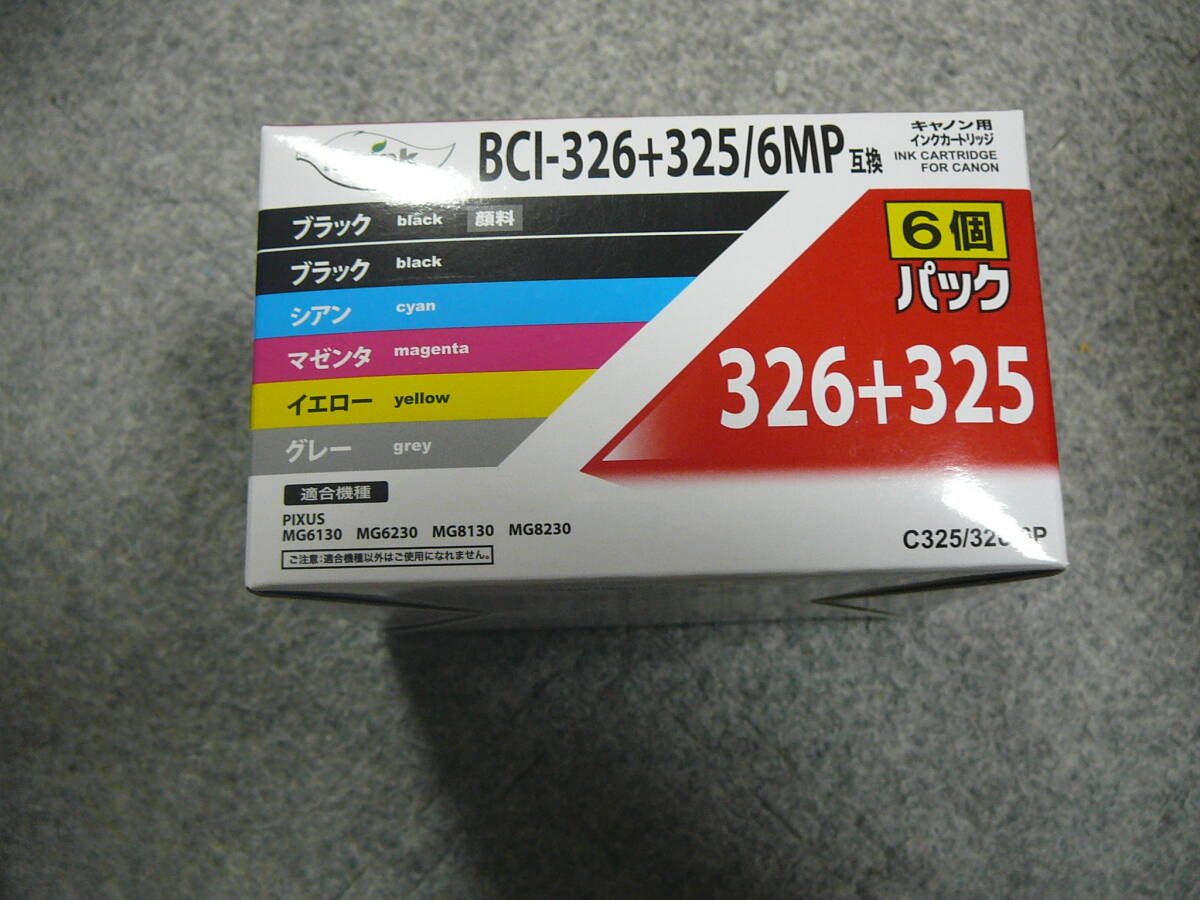 BCI-326+325/6MP 互換
キヤノン用
インクカートリッジ
INK CARTRIDGE
FOR CANON
ブラック black 顔料
ブラック black
シアン cyan
マゼンタ magenta
イエロー yellow
グレー grey
6個
パック
326+325
適合機種
PIXUS
MG6130 MG6230 MG8130 MG8230
ご注意:適合機種以外はご使用になれません。